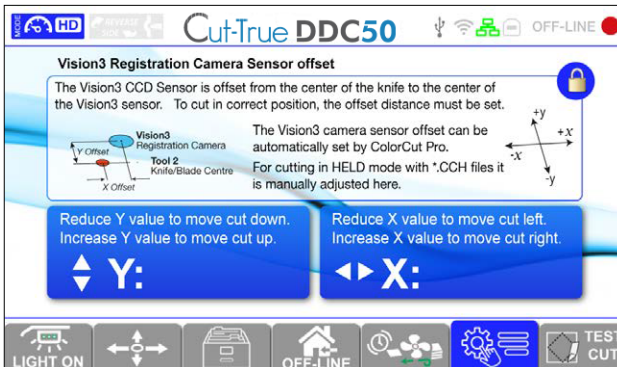 MODE
HD
REVERSE
SIDE
Cut-True DDC50
OFF-LINE
Vision3 Registration Camera Sensor offset
The Vision3 CCD Sensor is offset from the center of the knife to the center of
the Vision3 sensor. To cut in correct position, the offset distance must be set.
Vision3
Registration Camera
Y Offset
Tool 2
Knife/Blade Centre
X Offset
The Vision3 camera sensor offset can be
automatically set by ColorCut Pro.
For cutting in HELD mode with *.CCH files it
is manually adjusted here.
+y
+x
-x
-y
Reduce Y value to move cut down.
Increase Y value to move cut up.
Y:
Reduce X value to move cut left.
Increase X value to move cut right.
X:
LIGHT ON
OFF-LINE
TEST
CUT